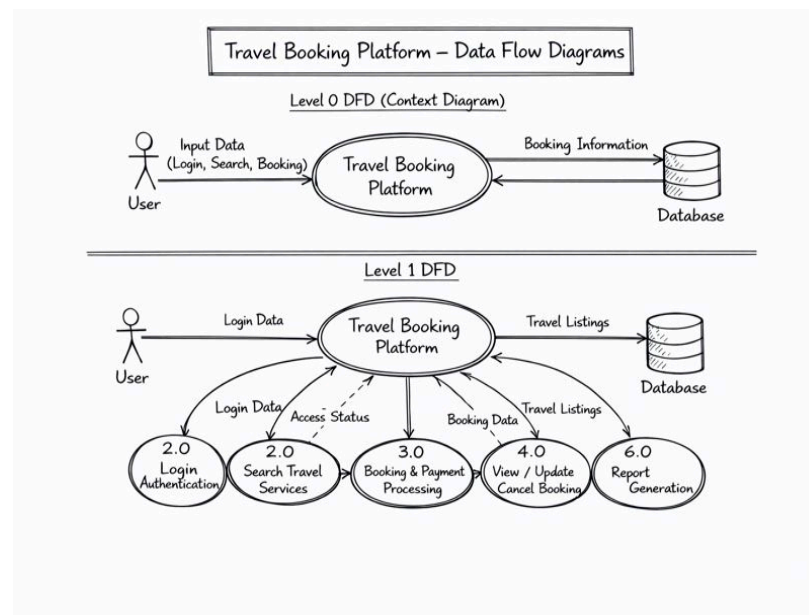 Travel Booking Platform – Data Flow Diagrams
Level 0 DFD (Context Diagram)
Input Data
(Login, Search, Booking)
User
Travel Booking
Platform
Booking Information
Database
Level 1 DFD
User
Login Data
Travel Booking
Platform
Travel Listings
Database
Login Data
Access Status
Booking Data
Travel Listings
2.0
Login
Authentication
2.0
Search Travel
Services
3.0
Booking & Payment
Processing
4.0
View / Update
Cancel Booking
6.0
Report
Generation